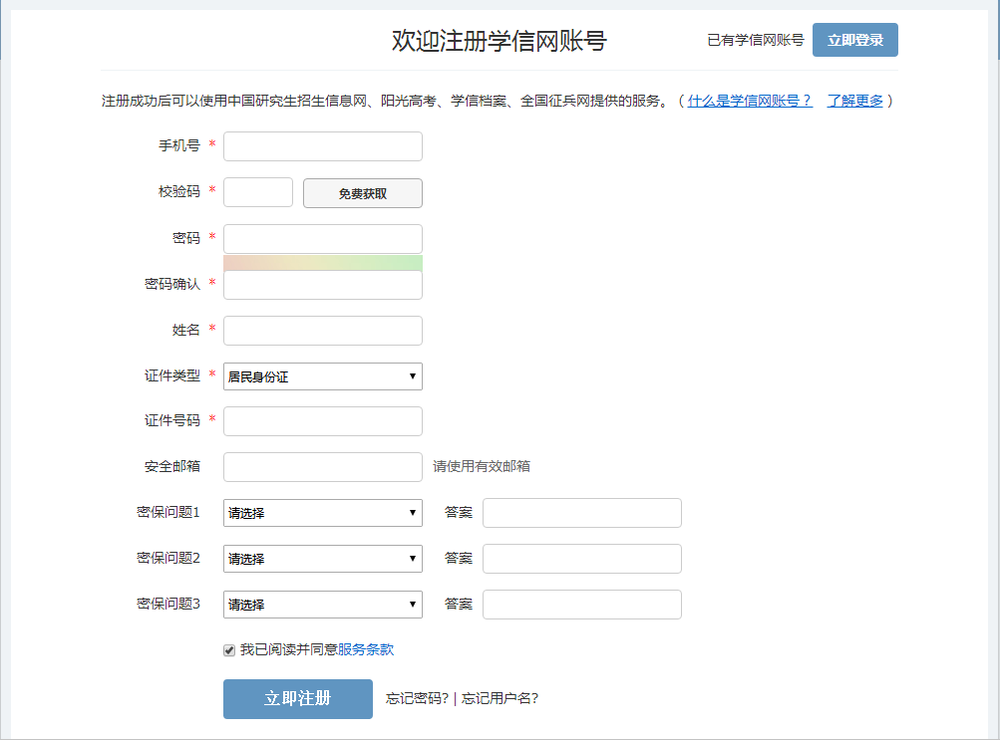 欢迎注册学信网账号 已有学信网账号 立即登录
注册成功后可以使用中国研究生招生信息网、阳光高考、学信档案、全国征兵网提供的服务。（什么是学信网账号？ 了解更多）
手机号 *
校验码 * 免费获取
密码 *
密码确认 *
姓名 *
证件类型 * 居民身份证
证件号码 *
安全邮箱 请使用有效邮箱
密保问题1 请选择 答案
密保问题2 请选择 答案
密保问题3 请选择 答案
我已阅读并同意服务条款
立即注册 忘记密码? | 忘记用户名?